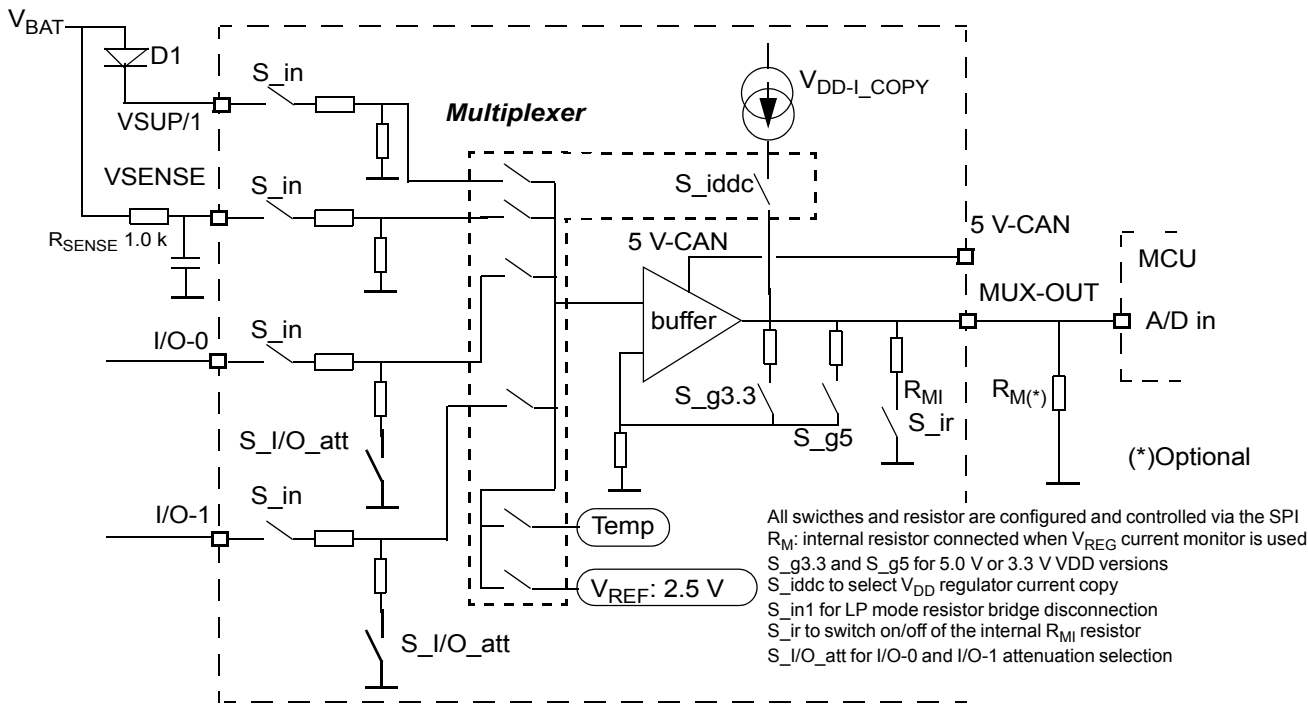 VBAT
D1
S_in
VDD-I_COPY
VSUP/1
Multiplexer
VSENSE
S_in
S_iddc
RSENSE 1.0 k
5 V-CAN
5 V-CAN
MCU
MUX-OUT
buffer
A/D in
I/O-0
S_in
S_g3.3
RMI
RM(*)
S_g5
S_ir
S_I/O_att
(*)Optional
S_in
I/O-1
Temp
VREF: 2.5 V
S_I/O_att
All swicthes and resistor are configured and controlled via the SPI
RM: internal resistor connected when VREG current monitor is used
S_g3.3 and S_g5 for 5.0 V or 3.3 V VDD versions
S_iddc to select VDD regulator current copy
S_in1 for LP mode resistor bridge disconnection
S_ir to switch on/off of the internal RMI resistor
S_I/O_att for I/O-0 and I/O-1 attenuation selection